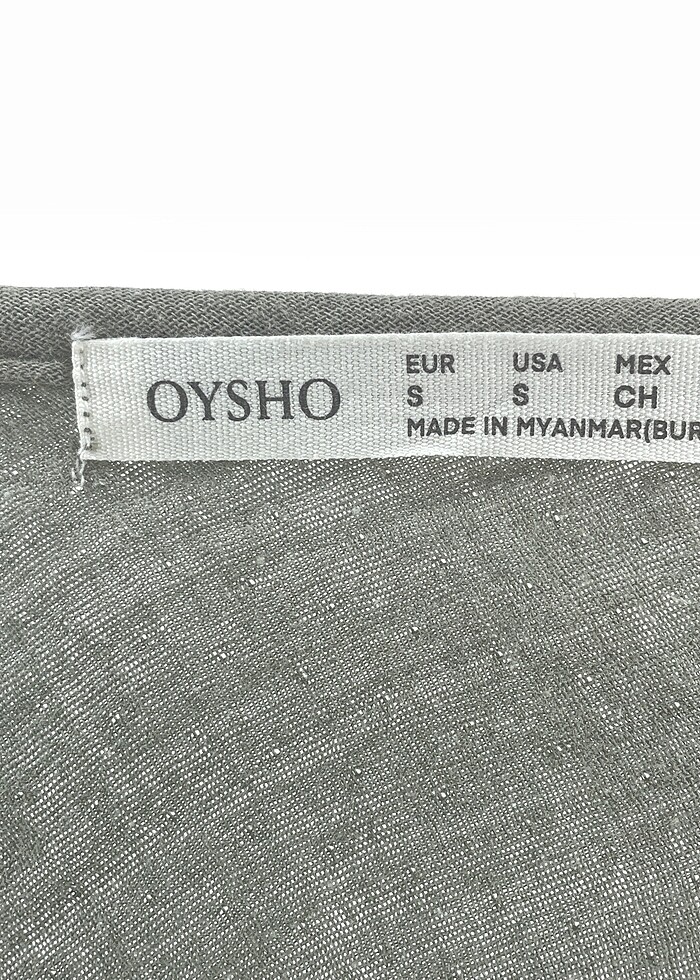 OYSHO
EUR USA MEX
S S CH
MADE IN MYANMAR(BUR